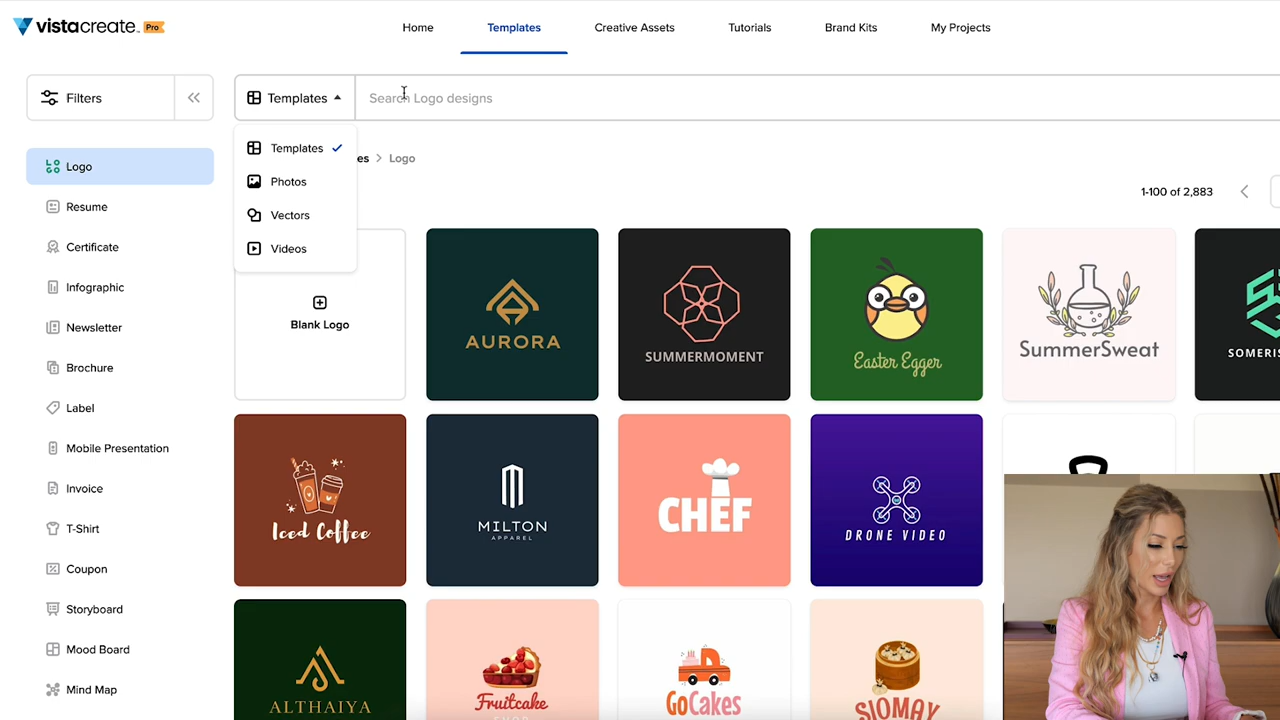 vistacreate Pro
Home
Templates
Creative Assets
Tutorials
Brand Kits
My Projects
Filters
Templates
Search Logo designs
Templates
Photos
Vectors
Videos
es > Logo
1-100 of 2,883
Logo
Resume
Certificate
Infographic
Newsletter
Brochure
Label
Mobile Presentation
Invoice
T-Shirt
Coupon
Storyboard
Mood Board
Mind Map
Blank Logo
AURORA
SUMMERMOMENT
Easter Egger
SummerSweat
SOMERIS
Iced Coffee
MILTON
APPAREL
CHEF
DRONE VIDEO
ALTHAIYA
Fruitcake
GoCakes
SIOMAY